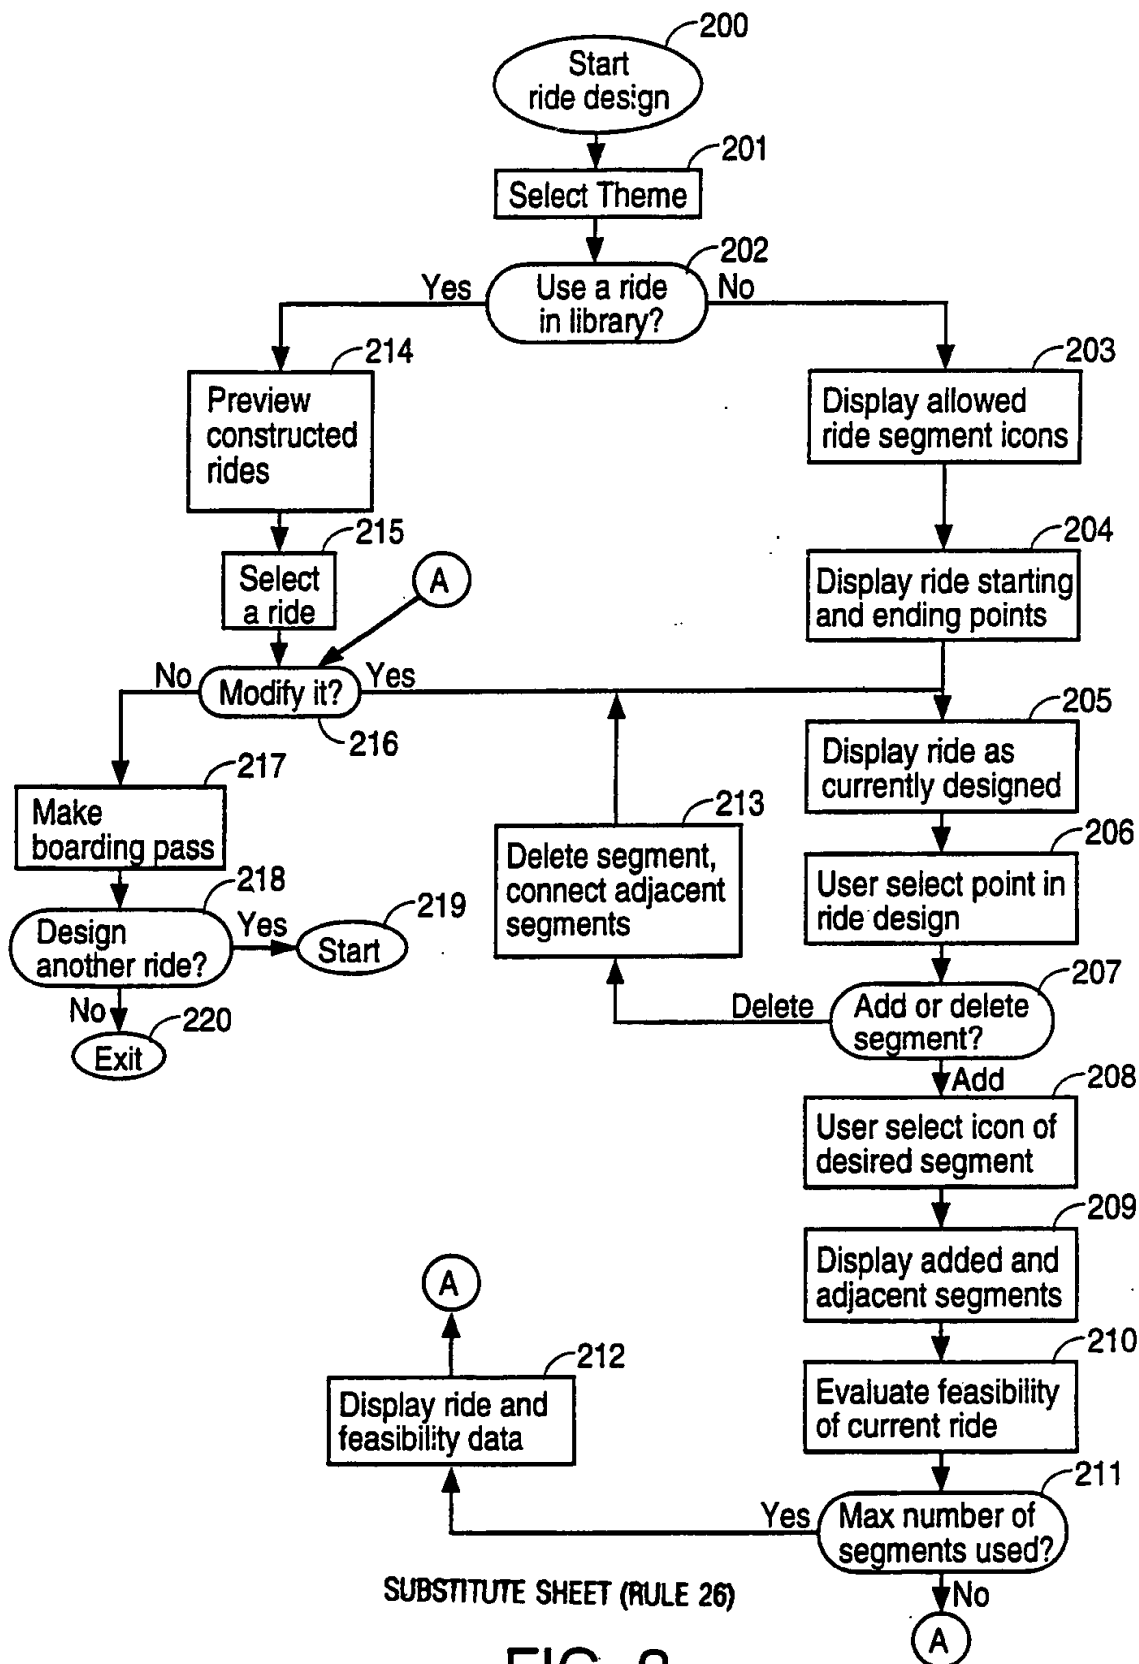 200
Start
ride design
201
Select Theme
202
Yes
Use a ride
in library?
No
214
Preview
constructed
rides
203
Display allowed
ride segment icons
215
Select
a ride
A
204
Display ride starting
and ending points
No
Modify it?
Yes
216
205
Display ride as
currently designed
217
Make
boarding pass
213
Delete segment,
connect adjacent
segments
206
User select point in
ride design
218
Design
another ride?
Yes
219
Start
No
220
Exit
207
Delete
Add or delete
segment?
Add
208
User select icon of
desired segment
209
Display added and
adjacent segments
A
210
Evaluate feasibility
of current ride
212
Display ride and
feasibility data
211
Yes
Max number of
segments used?
No
A
SUBSTITUTE SHEET (RULE 26)
FIG.